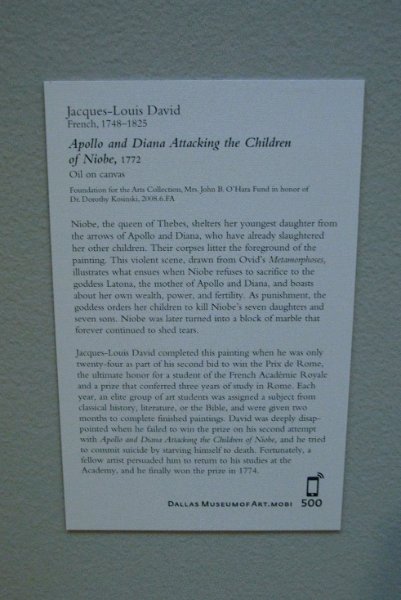 Jacques-Louis David
French, 1748–1825
Apollo and Diana Attacking the Children
of Niobe, 1772
Oil on canvas
Foundation for the Arts Collection, Mrs. John B. O'Hara Fund in honor of
Dr. Dorothy Kosinski, 2008.6.FA
Niobe, the queen of Thebes, shelters her youngest daughter from
the arrows of Apollo and Diana, who have already slaughtered
her other children. Their corpses litter the foreground of the
painting. This violent scene, drawn from Ovid's Metamorphoses,
illustrates what ensues when Niobe refuses to sacrifice to the
goddess Latona, the mother of Apollo and Diana, and boasts
about her own wealth, power, and fertility. As punishment, the
goddess orders her children to kill Niobe's seven daughters and
seven sons. Niobe was later turned into a block of marble that
forever continued to shed tears.
Jacques-Louis David completed this painting when he was only
twenty-four as part of his second bid to win the Prix de Rome,
the ultimate honor for a student of the French Académie Royale
and a prize that conferred three years of study in Rome. Each
year, an elite group of art students was assigned a subject from
classical history, literature, or the Bible, and were given two
months to complete finished paintings. David was deeply disap-
pointed when he failed to win the prize on his second attempt
with Apollo and Diana Attacking the Children of Niobe, and he tried
to commit suicide by starving himself to death. Fortunately, a
fellow artist persuaded him to return to his studies at the
Academy, and he finally won the prize in 1774.
DALLASMUSEUMOFART.MOBI 500